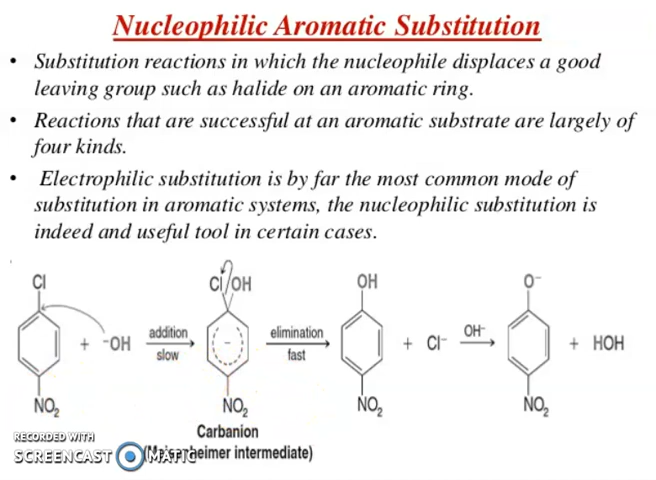 Nucleophilic Aromatic Substitution
• Substitution reactions in which the nucleophile displaces a good
leaving group such as halide on an aromatic ring.
• Reactions that are successful at an aromatic substrate are largely of
four kinds.
• Electrophilic substitution is by far the most common mode of
substitution in aromatic systems, the nucleophilic substitution is
indeed and useful tool in certain cases.
Cl Cl OH OH O⁻
+ ⁻OH addition slow - elimination fast + Cl⁻ OH⁻ + HOH
NO₂ NO₂ NO₂ NO₂
Carbanion
intermediate)
RECORDED WITH
SCREENCAST MATIC